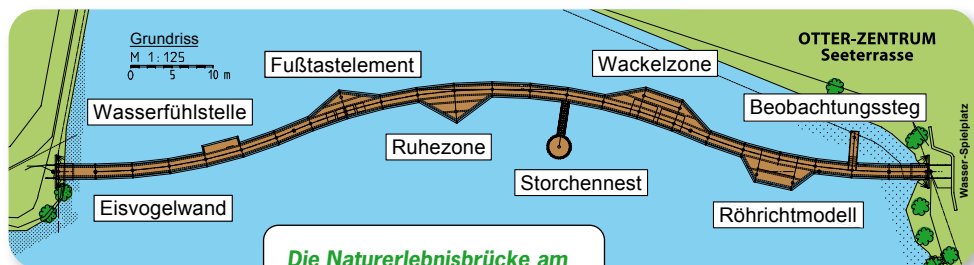 Grundriss
M 1:125
0 5 10 m
OTTER-ZENTRUM
Seeterrasse
Fußtastelement
Wackelzone
Wasserfühlstelle
Beobachtungssteg
Ruhezone
Wasser-Spielplatz
Storchennest
Eisvogelwand
Röhrichtmodell
Die Naturerlebnisbrücke am